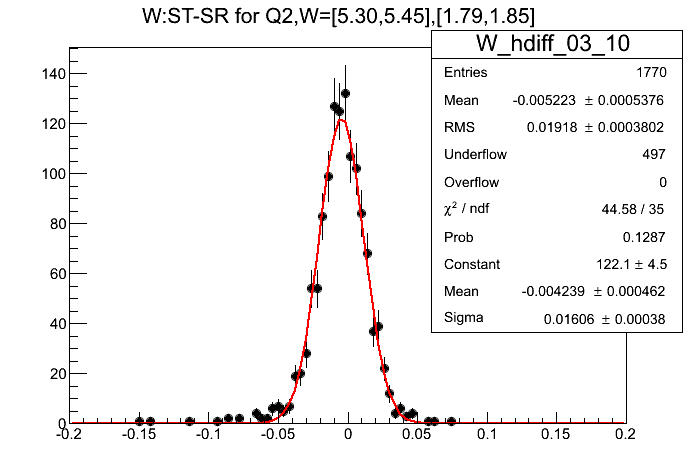 W:ST-SR for Q2,W=[5.30,5.45],[1.79,1.85]
W_hdiff_03_10
Entries 1770
Mean -0.005223 ± 0.0005376
RMS 0.01918 ± 0.0003802
Underflow 497
Overflow 0
χ² / ndf 44.58 / 35
Prob 0.1287
Constant 122.1 ± 4.5
Mean -0.004239 ± 0.000462
Sigma 0.01606 ± 0.00038
140
120
100
80
60
40
20
0
-0.2 -0.15 -0.1 -0.05 0 0.05 0.1 0.15 0.2